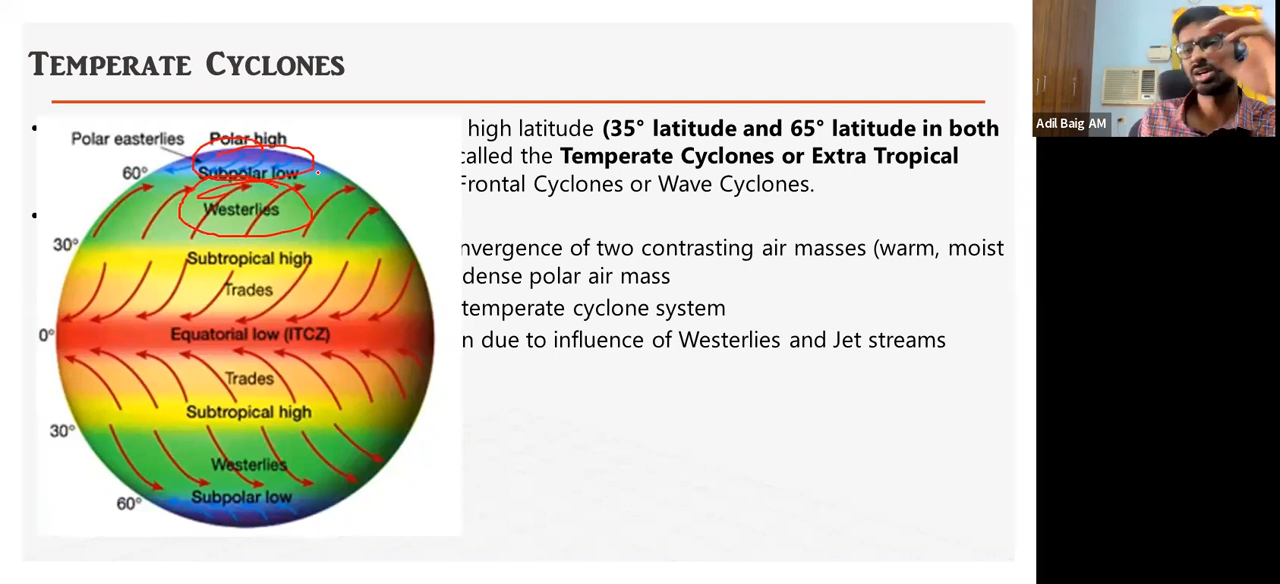 TEMPERATE CYCLONES
high latitude (35° latitude and 65° latitude in both
called the Temperate Cyclones or Extra Tropical
Frontal Cyclones or Wave Cyclones.
nvergence of two contrasting air masses (warm, moist
dense polar air mass
temperate cyclone system
n due to influence of Westerlies and Jet streams
Polar easterlies
Polar high
60°
Subpolar low
Westerlies
30°
Subtropical high
Trades
0°
Equatorial low (ITCZ)
Trades
Subtropical high
30°
Westerlies
Subpolar low
60°
Adil Baig AM